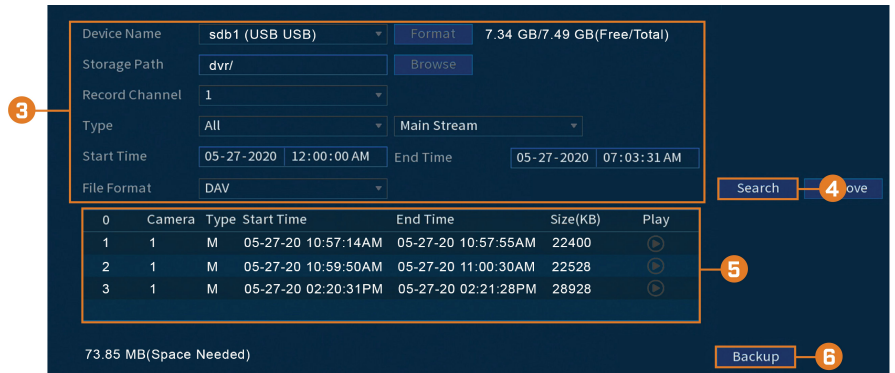 Device Name sdb1 (USB USB) Format 7.34 GB/7.49 GB(Free/Total)
Storage Path dvr/ Browse
3 Record Channel 1
Type All Main Stream
Start Time 05-27-2020 12:00:00 AM End Time 05-27-2020 07:03:31 AM
File Format DAV Search 4 ove
0 Camera Type Start Time End Time Size(KB) Play
1 1 M 05-27-20 10:57:14AM 05-27-20 10:57:55AM 22400
2 1 M 05-27-20 10:59:50AM 05-27-20 11:00:30AM 22528 5
3 1 M 05-27-20 02:20:31PM 05-27-20 02:21:28PM 28928
73.85 MB(Space Needed) Backup 6